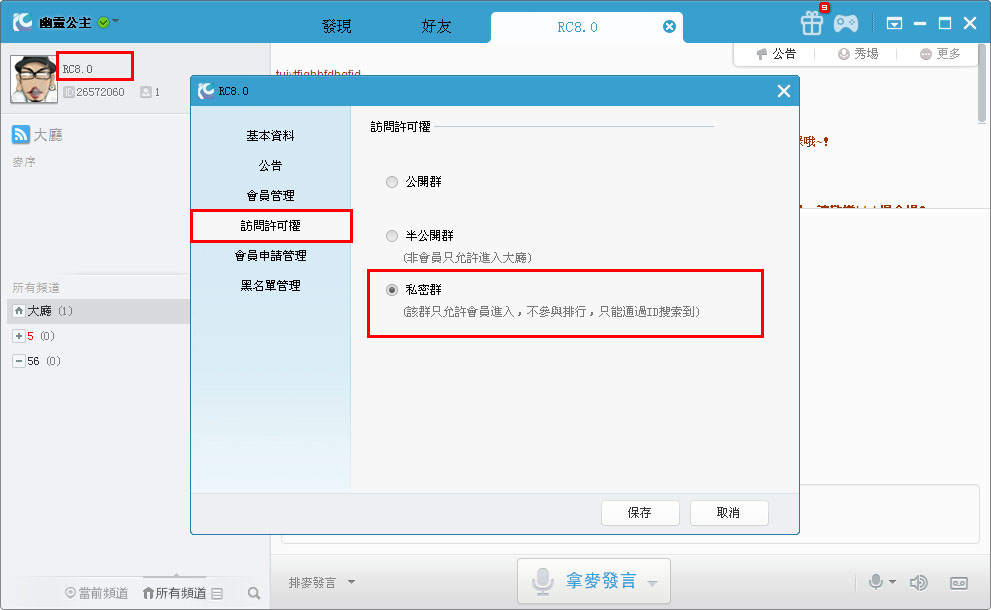 幽靈公主
發現
好友
RC8.0
9
RC8.0
ID 26572060 1
公告
秀場
更多
大廳
麥序
所有頻道
大廳 (1)
5 (0)
56 (0)
RC8.0
基本資料
公告
會員管理
訪問許可權
會員申請管理
黑名單管理
訪問許可權
公開群
半公開群
(非會員只允許進入大廳)
私密群
(該群只允許會員進入，不參與排行，只能通過ID搜索到)
保存
取消
哦~!
當前頻道
所有頻道
排麥發言
拿麥發言